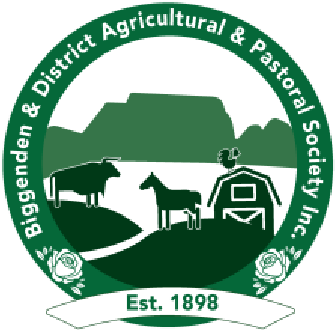 Biggenden & District Agricultural & Pastoral Society Inc.
Est. 1898